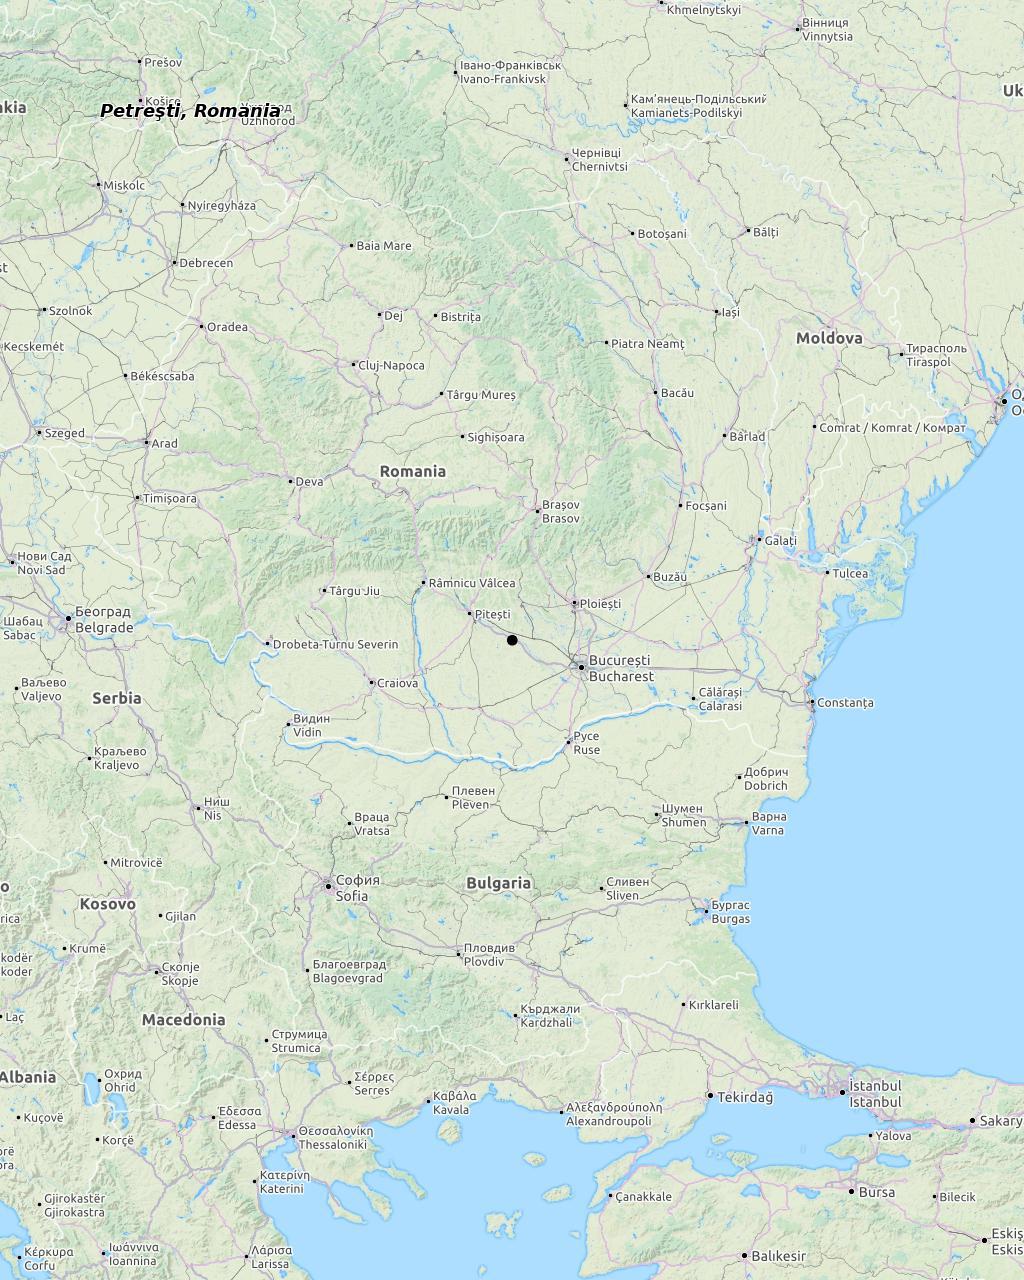 Khmelnytskyi
Вінниця
Vinnytsia
Prešov
Івано-Франківськ
Ivano-Frankivsk
Petreşti, Romania
Uzhhorod
Кам'янець-Подільський
Kamianets-Podilskyi
Чернівці
Chernivtsi
Miskolc
Nyíregyháza
Botoșani
Bălți
Baia Mare
Debrecen
Szolnok
Dej
Bistrița
Iași
Oradea
Moldova
Piatra Neamț
Тирасполь
Tiraspol
Kecskemét
Cluj-Napoca
Békéscsaba
Târgu Mureș
Bacău
Szeged
Arad
Sighișoara
Bârlad
Comrat / Komrat / Комрат
Romania
Deva
Timișoara
Brașov
Brasov
Focșani
Galați
Нови Сад
Novi Sad
Tulcea
Râmnicu Vâlcea
Buzău
Târgu Jiu
Ploiești
Београд
Belgrade
Шабац
Sabac
Pitești
Drobeta-Turnu Severin
București
Bucharest
Ваљево
Valjevo
Serbia
Craiova
Călărași
Calarasi
Constanța
Видин
Vidin
Русе
Ruse
Краљево
Kraljevo
Добрич
Dobrich
Плевен
Pleven
Ниш
Nis
Враца
Vratsa
Шумен
Shumen
Варна
Varna
Mitrovicë
София
Sofia
Bulgaria
Сливен
Sliven
Kosovo
Gjilan
Бургас
Burgas
Krumë
Пловдив
Plovdiv
Скопје
Skopje
Благоевград
Blagoevgrad
Kırklareli
Laç
Macedonia
Кърджали
Kardzhali
Струмица
Strumica
Albania
Охрид
Ohrid
Σέρρες
Serres
Καβάλα
Kavala
Αλεξανδρούπολη
Alexandroupoli
Tekirdağ
İstanbul
Istanbul
Kuçovë
Έδεσσα
Edessa
Θεσσαλονίκη
Thessaloniki
Korçë
Yalova
Sakary
Κατερίνη
Katerini
Gjirokastër
Gjirokastra
Çanakkale
Bursa
Bilecik
Κέρκυρα
Corfu
Ιωάννινα
Ioannina
Λάρισα
Larissa
Balıkesir
Eskiş
Eskis